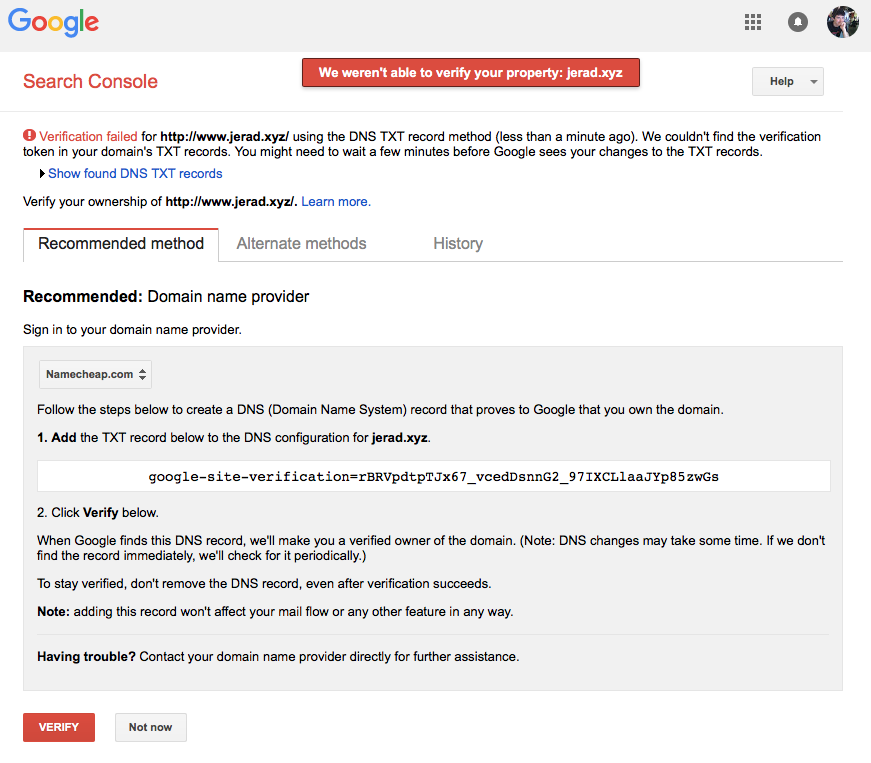 Google
We weren't able to verify your property: jerad.xyz
Search Console
Help
Verification failed for http://www.jerad.xyz/ using the DNS TXT record method (less than a minute ago). We couldn't find the verification
token in your domain's TXT records. You might need to wait a few minutes before Google sees your changes to the TXT records.
Show found DNS TXT records
Verify your ownership of http://www.jerad.xyz/. Learn more.
Recommended method Alternate methods History
Recommended: Domain name provider
Sign in to your domain name provider.
Namecheap.com
Follow the steps below to create a DNS (Domain Name System) record that proves to Google that you own the domain.
1. Add the TXT record below to the DNS configuration for jerad.xyz.
google-site-verification=rBRVpdtpTJx67_vcedDsnnG2_97IXCLlaaJYp85zwGs
2. Click Verify below.
When Google finds this DNS record, we'll make you a verified owner of the domain. (Note: DNS changes may take some time. If we don't
find the record immediately, we'll check for it periodically.)
To stay verified, don't remove the DNS record, even after verification succeeds.
Note: adding this record won't affect your mail flow or any other feature in any way.
Having trouble? Contact your domain name provider directly for further assistance.
VERIFY Not now